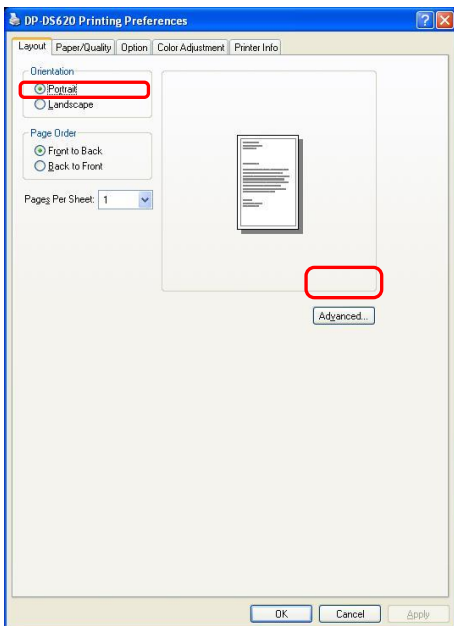 DP-DS620 Printing Preferences
Layout Paper/Quality Option Color Adjustment Printer Info
Orientation
Portrait
Landscape
Page Order
Front to Back
Back to Front
Pages Per Sheet: 1
Advanced...
OK Cancel Apply